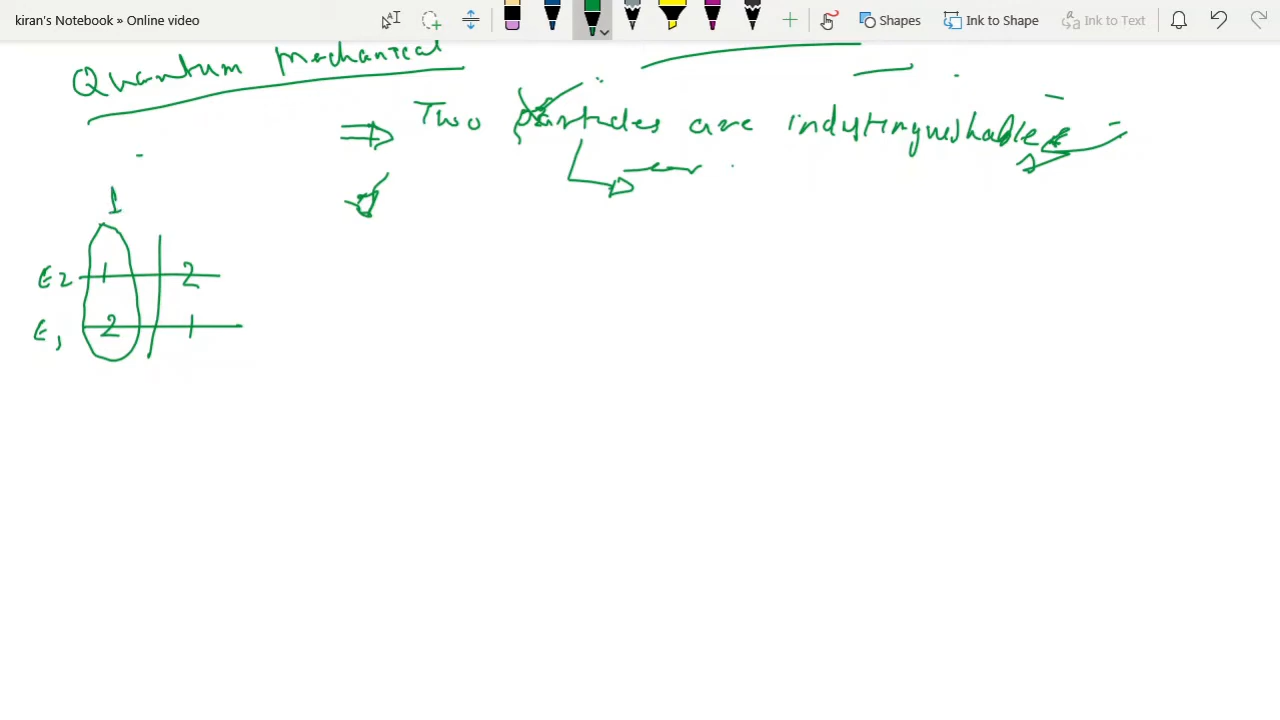 kiran's Notebook » Online video
Shapes Ink to Shape Ink to Text
Quantum Mechanical
Two particles are indistinguishable
1
E2 1 2
E1 2 1